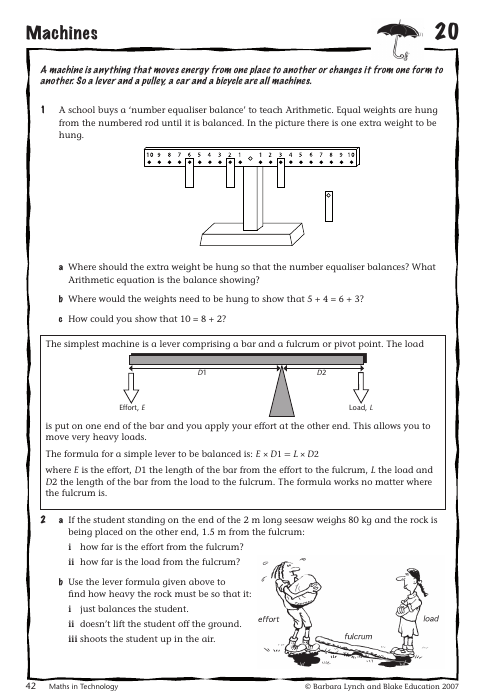 Machines
20
A machine is anything that moves energy from one place to another or changes it from one form to
another. So a lever and a pulley, a car and a bicycle are all machines.
1 A school buys a ‘number equaliser balance’ to teach Arithmetic. Equal weights are hung
from the numbered rod until it is balanced. In the picture there is one extra weight to be
hung.
10 9 8 7 6 5 4 3 2 1 1 2 3 4 5 6 7 8 9 10
a Where should the extra weight be hung so that the number equaliser balances? What
Arithmetic equation is the balance showing?
b Where would the weights need to be hung to show that 5 + 4 = 6 + 3?
c How could you show that 10 = 8 + 2?
The simplest machine is a lever comprising a bar and a fulcrum or pivot point. The load
D1 D2
Effort, E Load, L
is put on one end of the bar and you apply your effort at the other end. This allows you to
move very heavy loads.
The formula for a simple lever to be balanced is: E × D1 = L × D2
where E is the effort, D1 the length of the bar from the effort to the fulcrum, L the load and
D2 the length of the bar from the load to the fulcrum. The formula works no matter where
the fulcrum is.
2 a If the student standing on the end of the 2 m long seesaw weighs 80 kg and the rock is
being placed on the other end, 1.5 m from the fulcrum:
i how far is the effort from the fulcrum?
ii how far is the load from the fulcrum?
b Use the lever formula given above to
find how heavy the rock must be so that it:
i just balances the student.
ii doesn’t lift the student off the ground.
iii shoots the student up in the air.
effort
load
fulcrum
42 Maths in Technology
© Barbara Lynch and Blake Education 2007